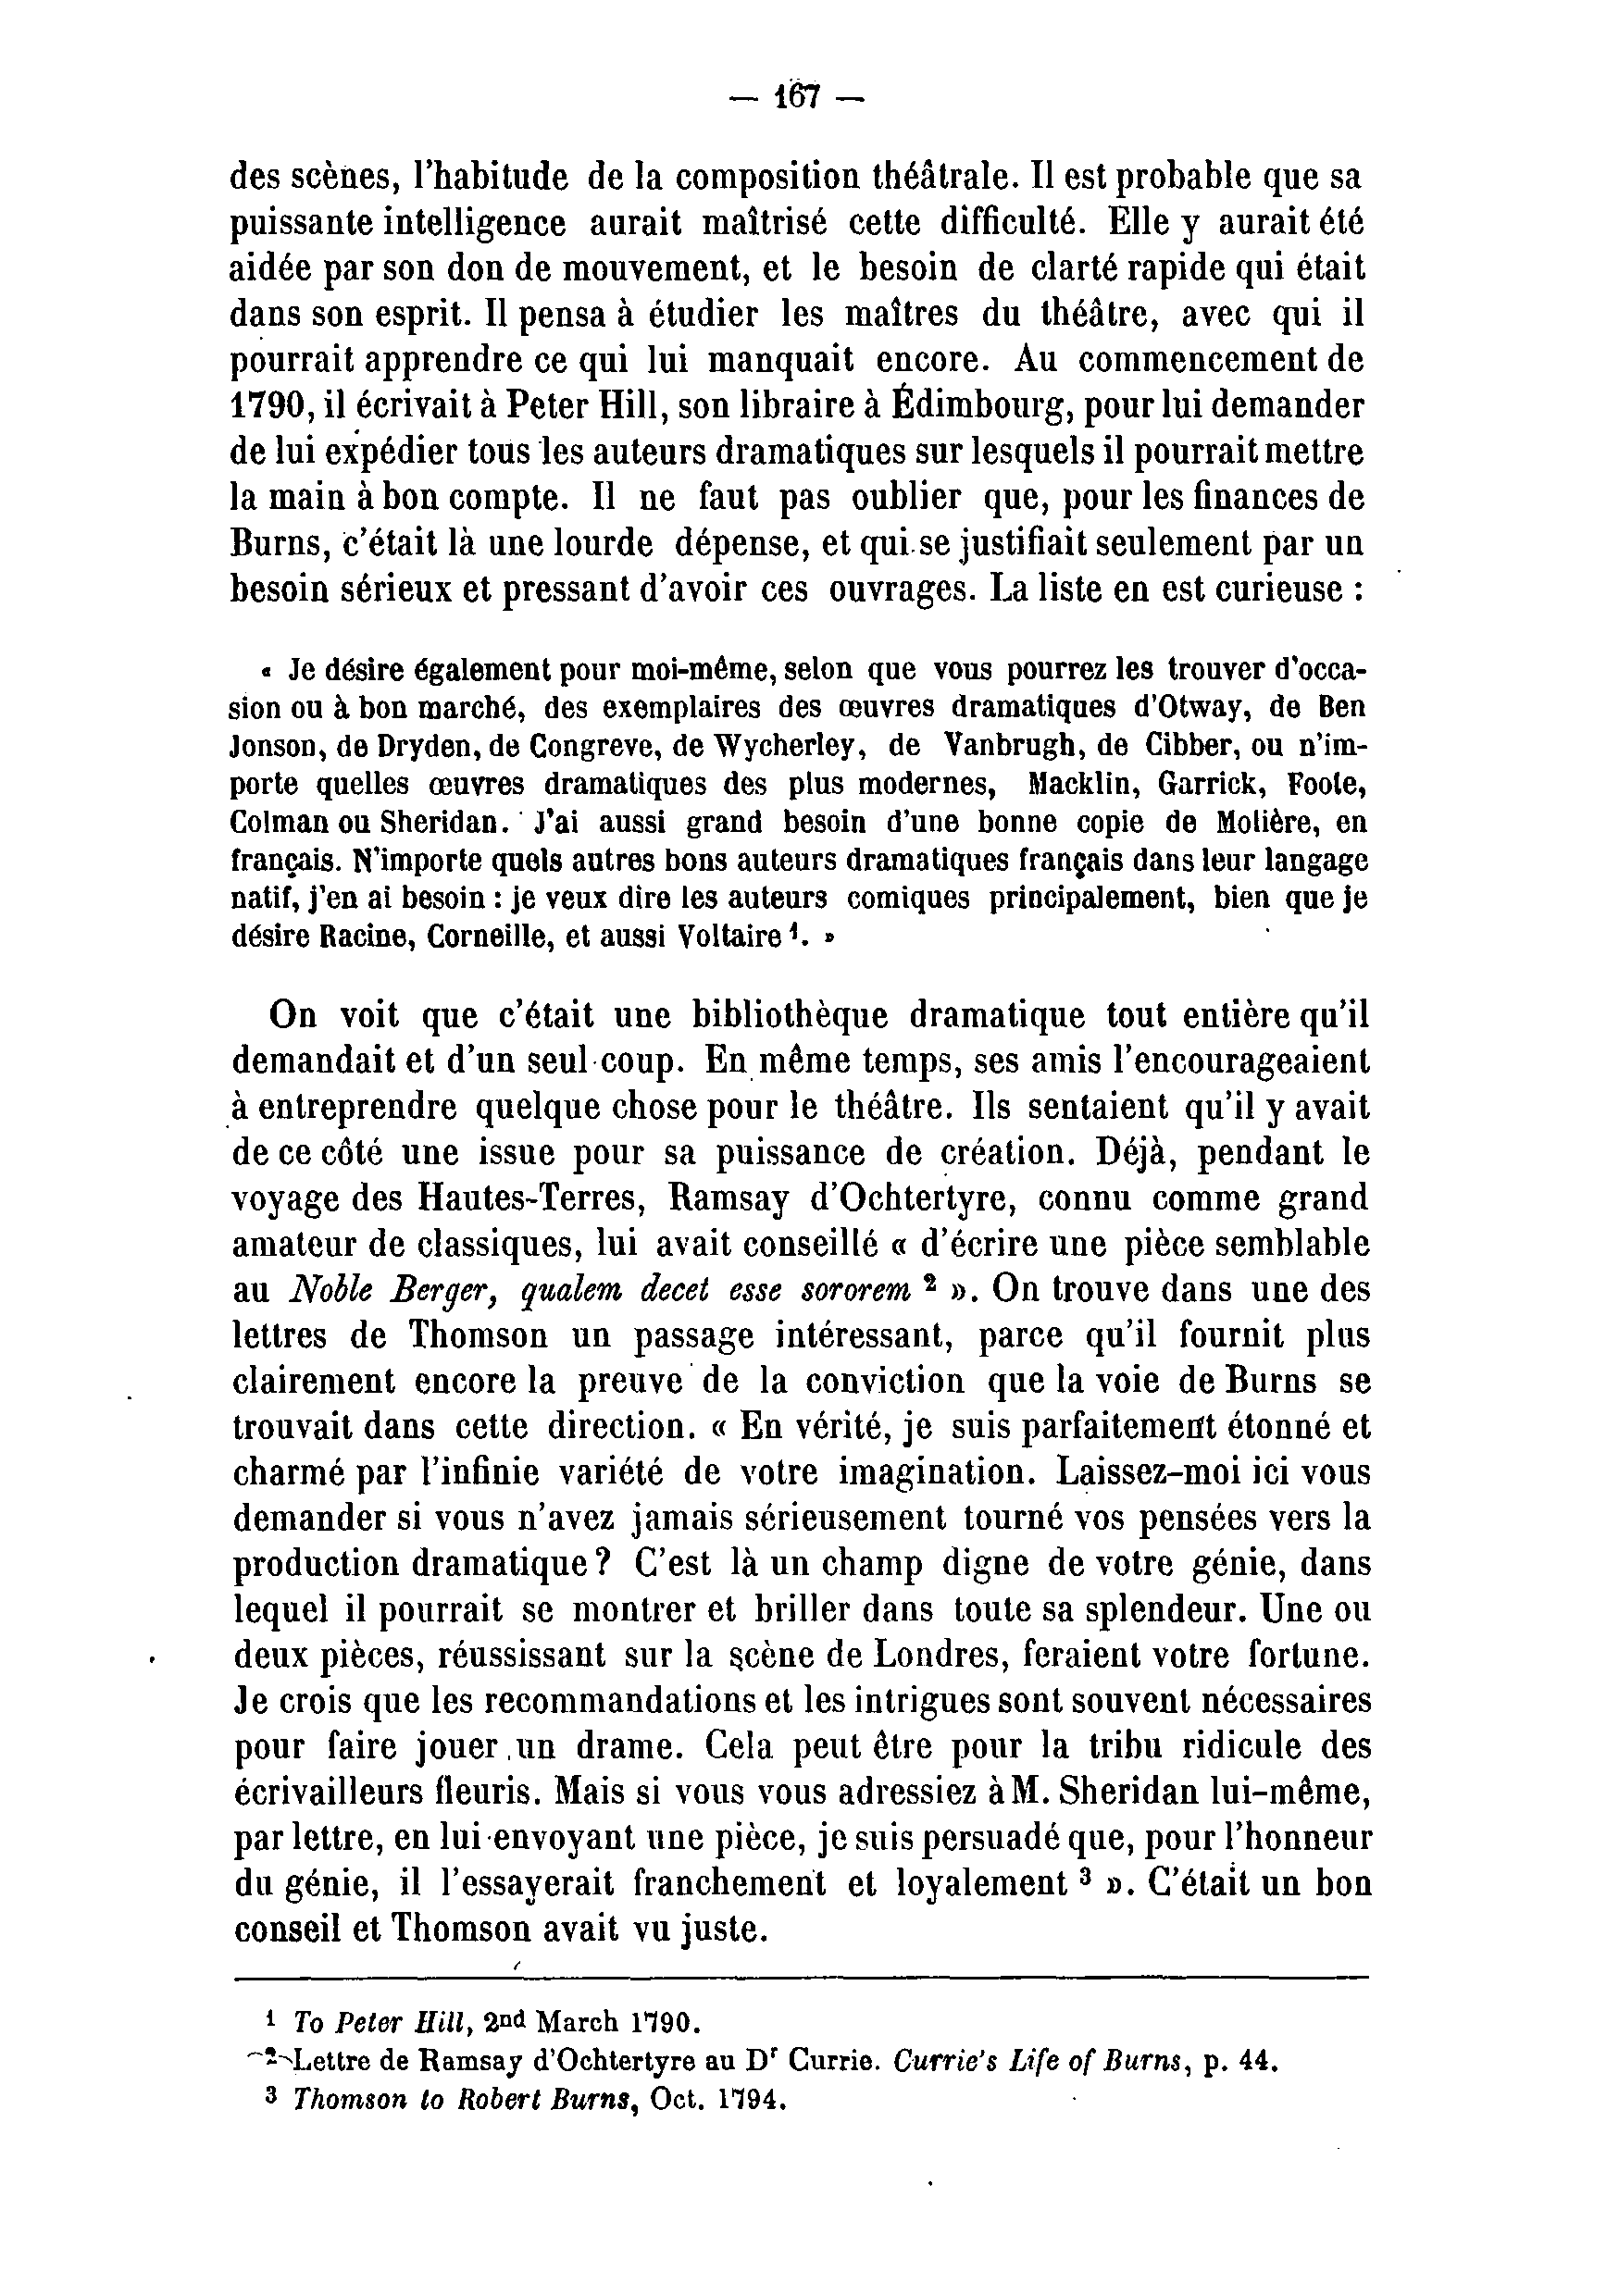 — 167 —
des scènes, l'habitude de la composition théâtrale. Il est probable que sa
puissante intelligence aurait maîtrisé cette difficulté. Elle y aurait été
aidée par son don de mouvement, et le besoin de clarté rapide qui était
dans son esprit. Il pensa à étudier les maîtres du théâtre, avec qui il
pourrait apprendre ce qui lui manquait encore. Au commencement de
1790, il écrivait à Peter Hill, son libraire à Édimbourg, pour lui demander
de lui expédier tous les auteurs dramatiques sur lesquels il pourrait mettre
la main à bon compte. Il ne faut pas oublier que, pour les finances de
Burns, c'était là une lourde dépense, et qui se justifiait seulement par un
besoin sérieux et pressant d'avoir ces ouvrages. La liste en est curieuse :
« Je désire également pour moi-même, selon que vous pourrez les trouver d'occa-
sion ou à bon marché, des exemplaires des œuvres dramatiques d'Otway, de Ben
Jonson, de Dryden, de Congreve, de Wycherley, de Vanbrugh, de Cibber, ou n'im-
porte quelles œuvres dramatiques des plus modernes, Macklin, Garrick, Foote,
Colman ou Sheridan. J'ai aussi grand besoin d'une bonne copie de Molière, en
français. N'importe quels autres bons auteurs dramatiques français dans leur langage
natif, j'en ai besoin : je veux dire les auteurs comiques principalement, bien que je
désire Racine, Corneille, et aussi Voltaire 1. »
On voit que c'était une bibliothèque dramatique tout entière qu'il
demandait et d'un seul coup. En même temps, ses amis l'encourageaient
à entreprendre quelque chose pour le théâtre. Ils sentaient qu'il y avait
de ce côté une issue pour sa puissance de création. Déjà, pendant le
voyage des Hautes-Terres, Ramsay d'Ochtertyre, connu comme grand
amateur de classiques, lui avait conseillé « d'écrire une pièce semblable
au Noble Berger, qualem decet esse sororem 2 ». On trouve dans une des
lettres de Thomson un passage intéressant, parce qu'il fournit plus
clairement encore la preuve de la conviction que la voie de Burns se
trouvait dans cette direction. « En vérité, je suis parfaitement étonné et
charmé par l'infinie variété de votre imagination. Laissez-moi ici vous
demander si vous n'avez jamais sérieusement tourné vos pensées vers la
production dramatique ? C'est là un champ digne de votre génie, dans
lequel il pourrait se montrer et briller dans toute sa splendeur. Une ou
deux pièces, réussissant sur la scène de Londres, feraient votre fortune.
Je crois que les recommandations et les intrigues sont souvent nécessaires
pour faire jouer un drame. Cela peut être pour la tribu ridicule des
écrivailleurs fleuris. Mais si vous vous adressiez à M. Sheridan lui-même,
par lettre, en lui envoyant une pièce, je suis persuadé que, pour l'honneur
du génie, il l'essayerait franchement et loyalement 3 ». C'était un bon
conseil et Thomson avait vu juste.
1 To Peter Hill, 2nd March 1790.
2 Lettre de Ramsay d'Ochtertyre au Dr Currie. Currie's Life of Burns, p. 44.
3 Thomson to Robert Burns, Oct. 1794.